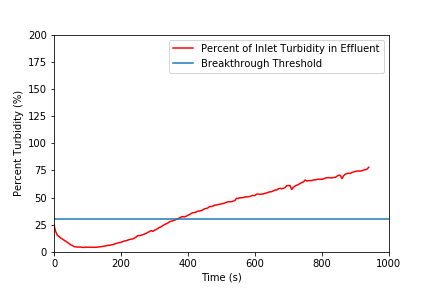 Percent of Inlet Turbidity in Effluent
Breakthrough Threshold
Percent Turbidity (%)
200
175
150
125
100
75
50
25
0
0 200 400 600 800 1000
Time (s)